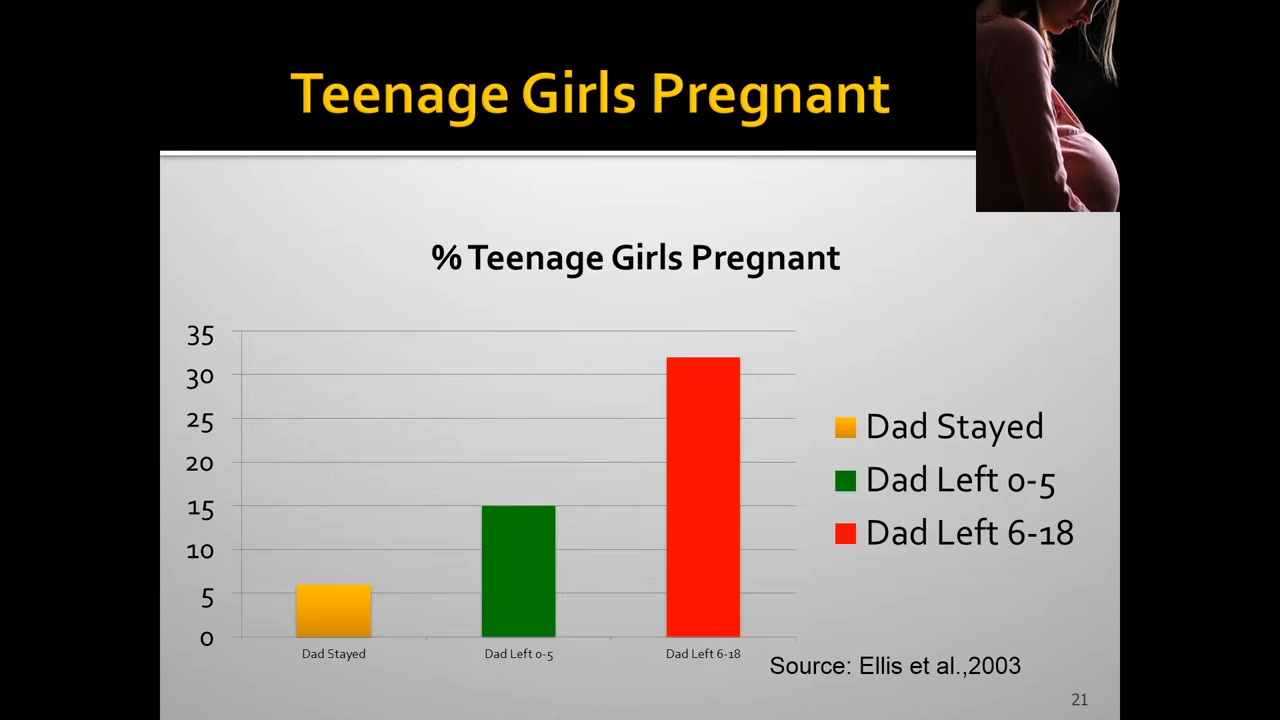 Teenage Girls Pregnant
% Teenage Girls Pregnant
35
30
25
20
15
10
5
0
Dad Stayed
Dad Left 0-5
Dad Left 6-18
Dad Stayed
Dad Left 0-5
Dad Left 6-18
Source: Ellis et al.,2003
21